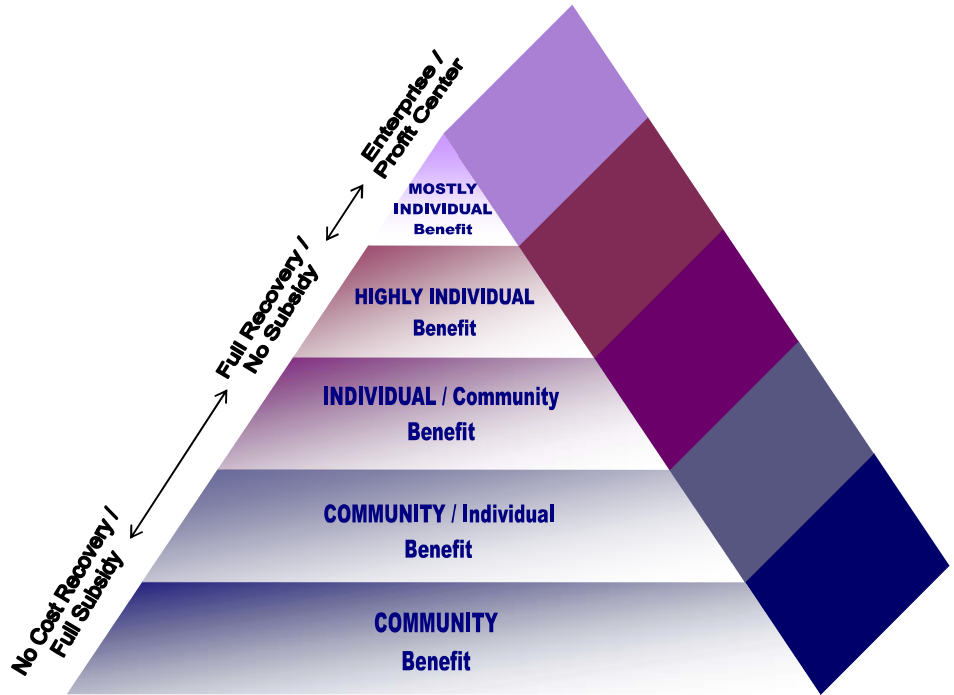 Enterprise /
Profit Center
MOSTLY
INDIVIDUAL
Benefit
Full Recovery /
No Subsidy
HIGHLY INDIVIDUAL
Benefit
INDIVIDUAL / Community
Benefit
COMMUNITY / Individual
Benefit
No Cost Recovery /
Full Subsidy
COMMUNITY
Benefit